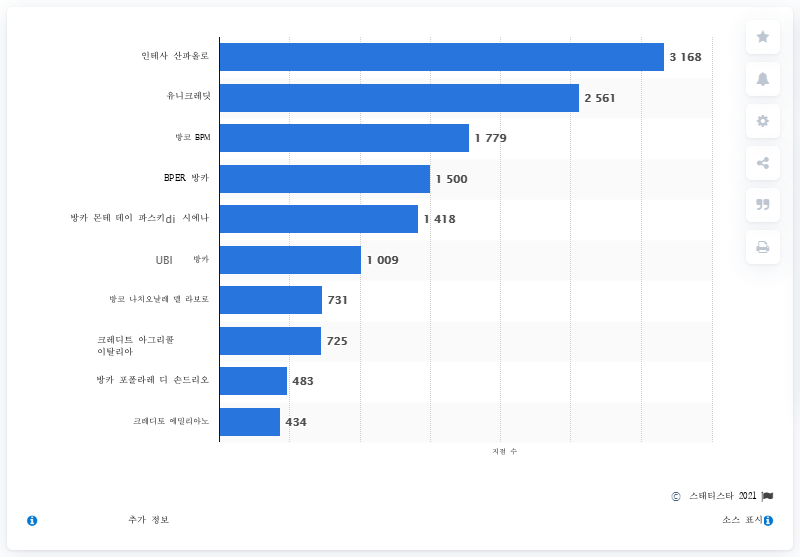 인테사 산파올로
3 168
유니크레딧
2 561
방코 BPM
1 779
BPER 방카
1 500
방카 몬테 데이 파스키di 시에나
1 418
UBI 방카
1 009
방코 나치오날레 델 라보로
731
크레디트 아그리콜
이탈리아
725
방카 포폴라레 디 손드리오
483
크레디토 에밀리아노
434
지점 수
© 스태티스타 2021
추가 정보
소스 표시